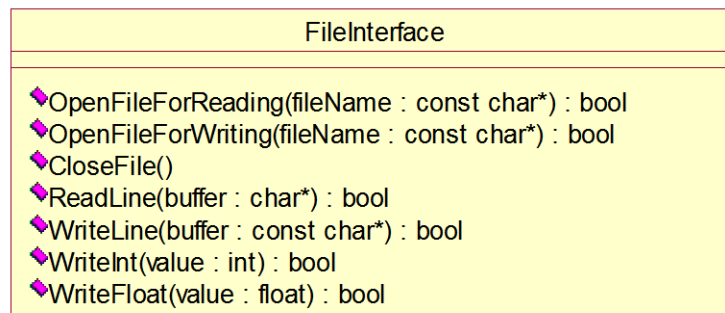 FileInterface
OpenFileForReading(fileName : const char*) : bool
OpenFileForWriting(fileName : const char*) : bool
CloseFile()
ReadLine(buffer : char*) : bool
WriteLine(buffer : const char*) : bool
WriteInt(value : int) : bool
WriteFloat(value : float) : bool